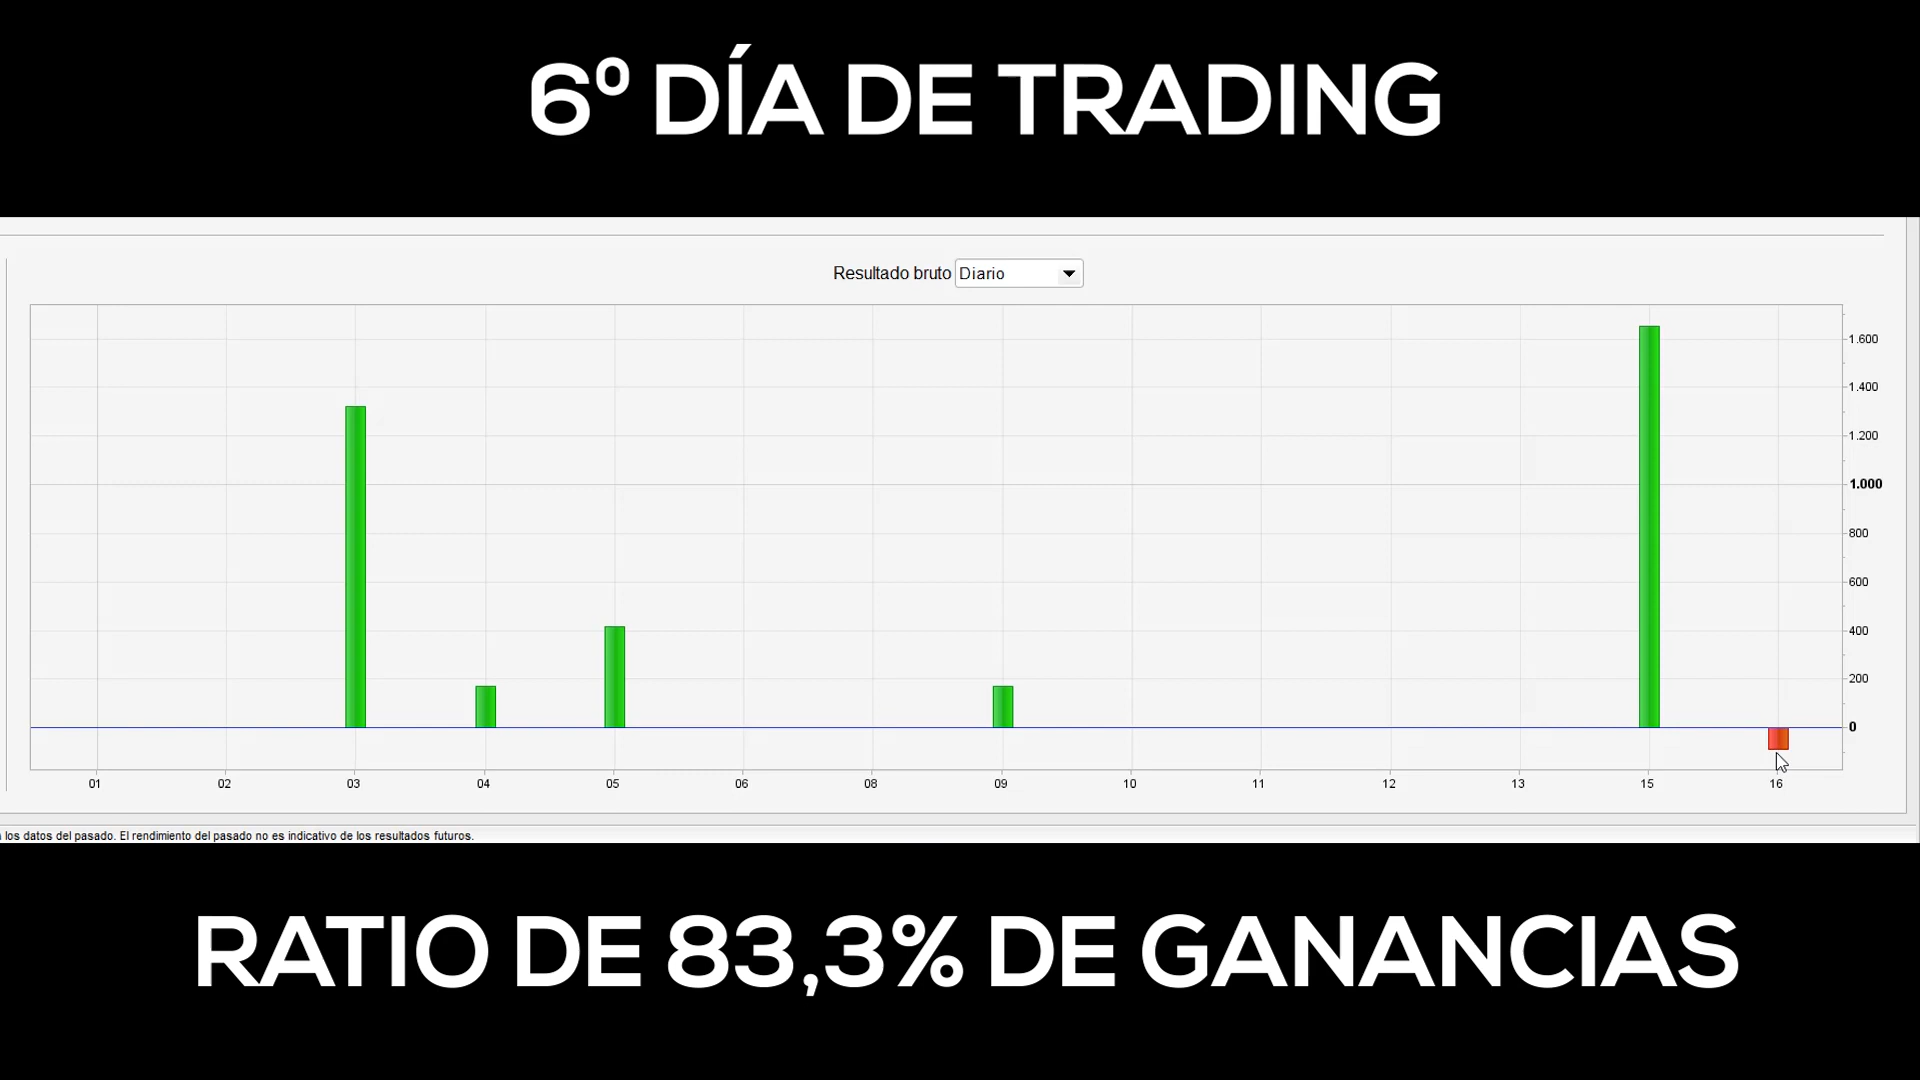 6º DÍA DE TRADING
Resultado bruto Diario
1.600
1.400
1.200
1.000
800
600
400
200
0
01 02 03 04 05 06 08 09 10 11 12 13 15 16
los datos del pasado. El rendimiento del pasado no es indicativo de los resultados futuros.
RATIO DE 83,3% DE GANANCIAS